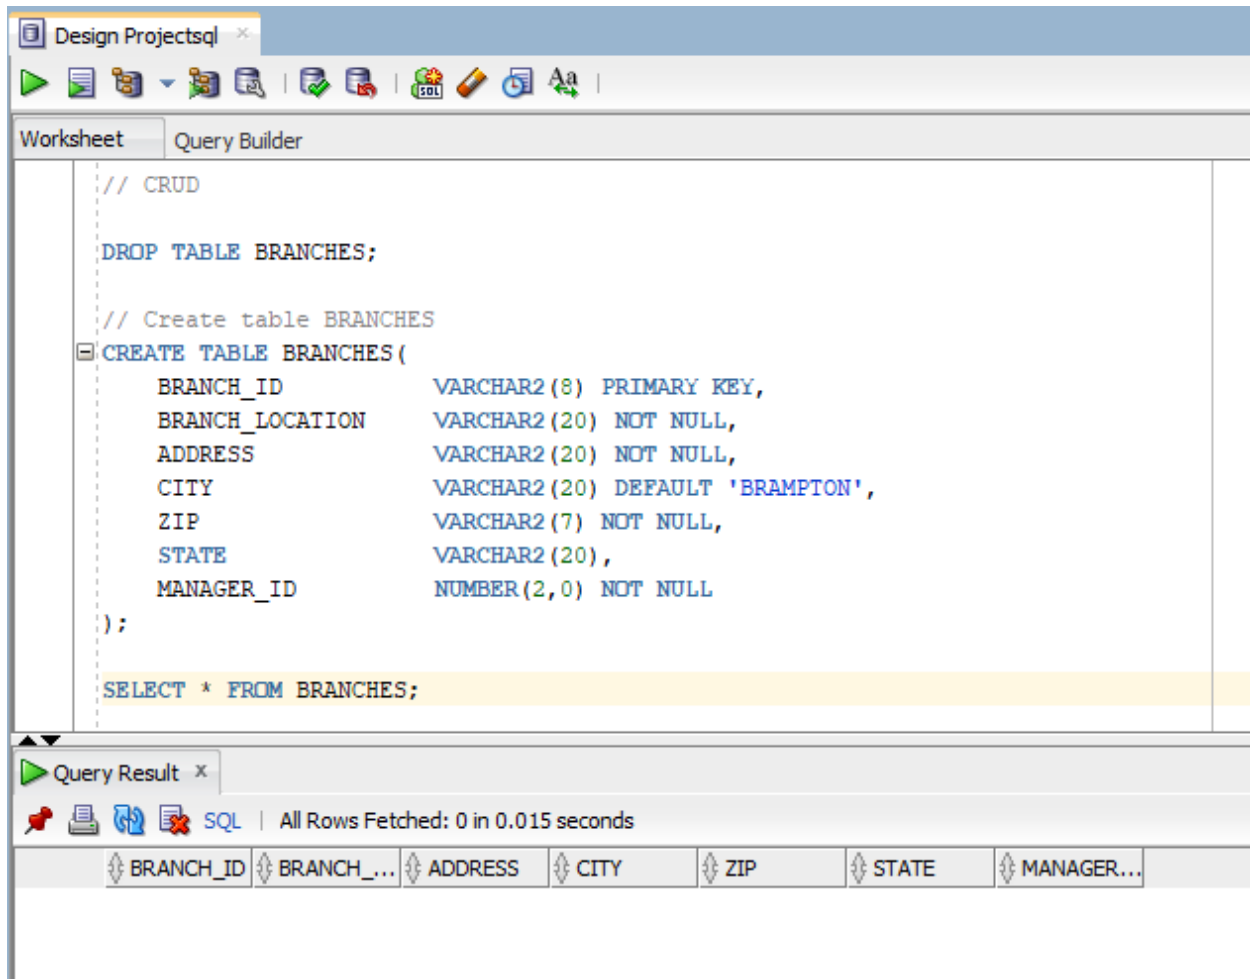 Design Projectsql
Worksheet Query Builder
// CRUD
DROP TABLE BRANCHES;
// Create table BRANCHES
CREATE TABLE BRANCHES(
BRANCH_ID VARCHAR2(8) PRIMARY KEY,
BRANCH_LOCATION VARCHAR2(20) NOT NULL,
ADDRESS VARCHAR2(20) NOT NULL,
CITY VARCHAR2(20) DEFAULT 'BRAMPTON',
ZIP VARCHAR2(7) NOT NULL,
STATE VARCHAR2(20),
MANAGER_ID NUMBER(2,0) NOT NULL
);
SELECT * FROM BRANCHES;
Query Result x
SQL | All Rows Fetched: 0 in 0.015 seconds
BRANCH_ID BRANCH_... ADDRESS CITY ZIP STATE MANAGER...